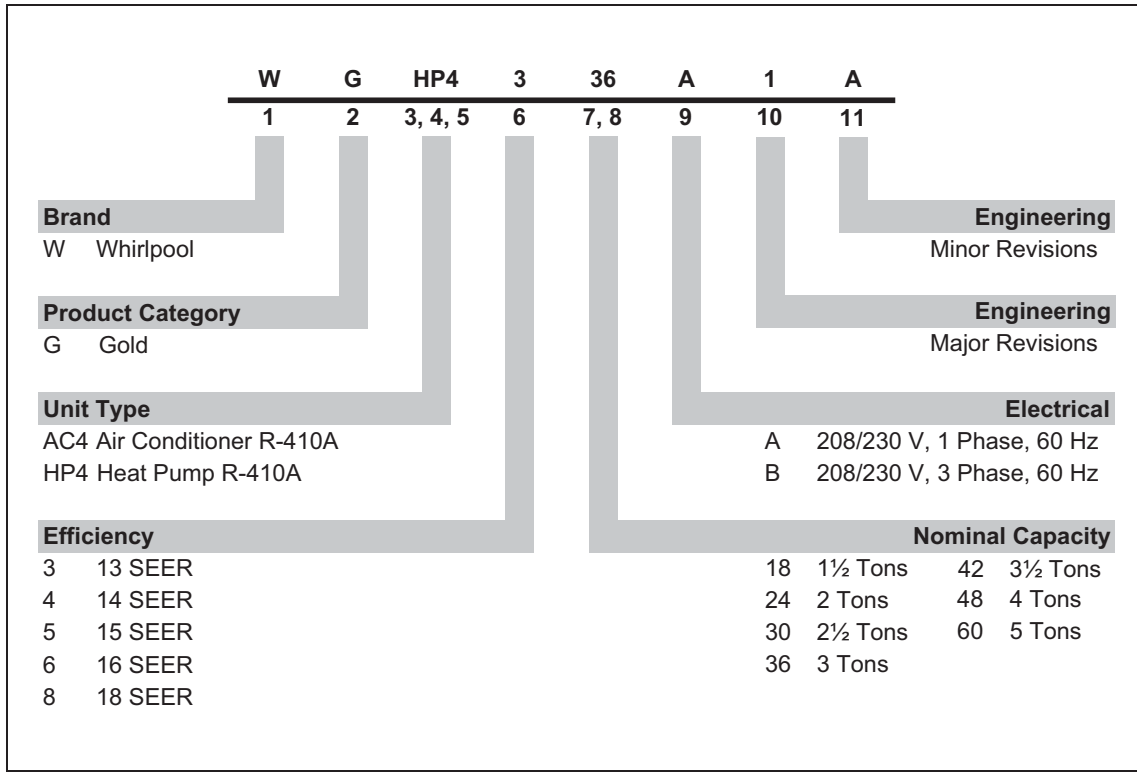 W G HP4 3 36 A 1 A
1 2 3, 4, 5 6 7, 8 9 10 11
Brand
W Whirlpool
Product Category
G Gold
Unit Type
AC4 Air Conditioner R-410A
HP4 Heat Pump R-410A
Efficiency
3 13 SEER
4 14 SEER
5 15 SEER
6 16 SEER
8 18 SEER
Engineering
Minor Revisions
Engineering
Major Revisions
Electrical
A 208/230 V, 1 Phase, 60 Hz
B 208/230 V, 3 Phase, 60 Hz
Nominal Capacity
18 1½ Tons 42 3½ Tons
24 2 Tons 48 4 Tons
30 2½ Tons 60 5 Tons
36 3 Tons